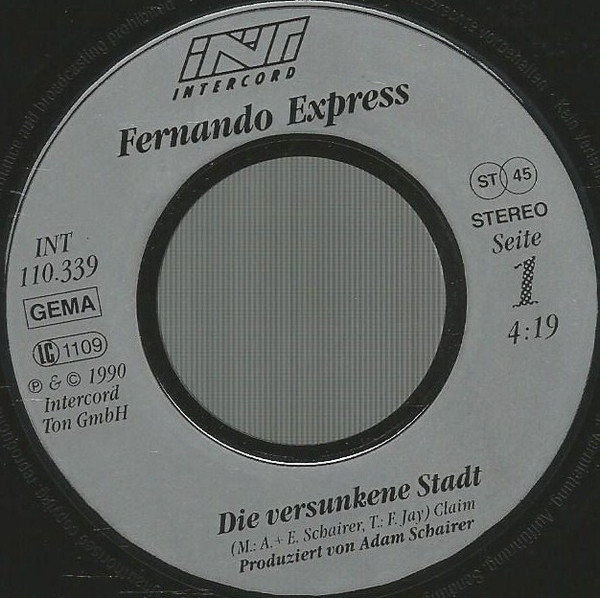 INT
INTERCORD
Fernando Express
ST 45
STEREO
Seite
1
4:19
INT
110.339
GEMA
LC 1109
℗ & © 1990
Intercord
Ton GmbH
Die versunkene Stadt
(M.: A.+ E. Schairer, T.: F. Jay) Claim
Produziert von Adam Schairer